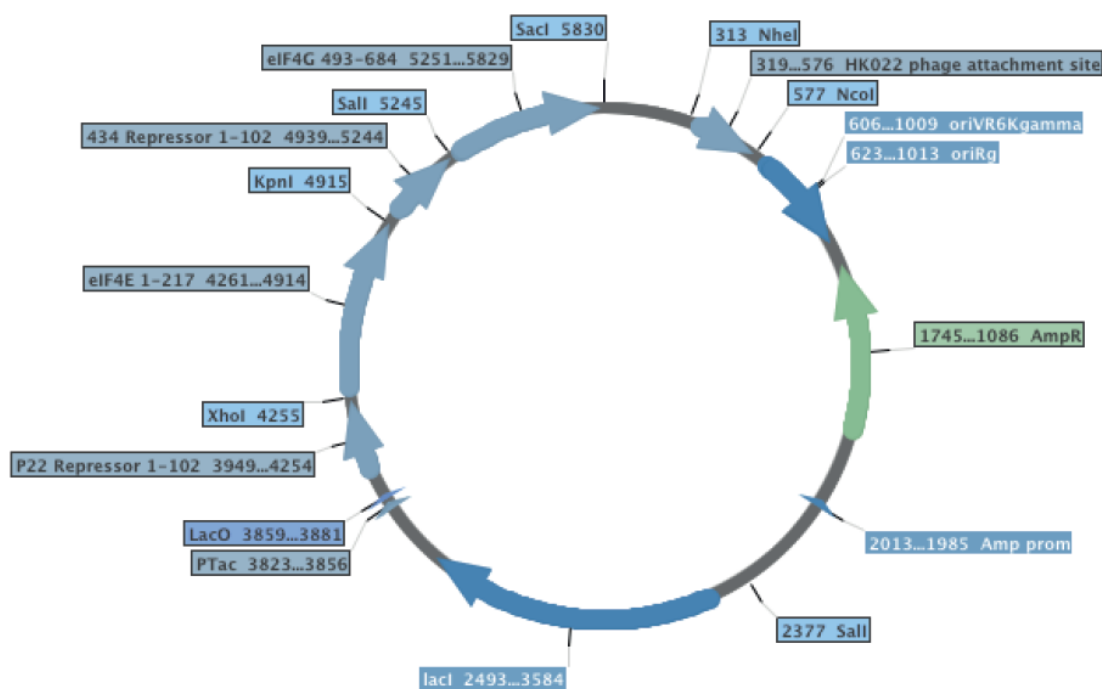 SacI 5830
313 NheI
eIF4G 493-684 5251...5829
319...576 HK022 phage attachment site
577 NcoI
SalI 5245
606...1009 oriVR6Kgamma
434 Repressor 1-102 4939...5244
623...1013 oriRg
KpnI 4915
eIF4E 1-217 4261...4914
1745...1086 AmpR
XhoI 4255
P22 Repressor 1-102 3949...4254
LacO 3859...3881
2013...1985 Amp prom
PTac 3823...3856
2377 SalI
lacI 2493...3584